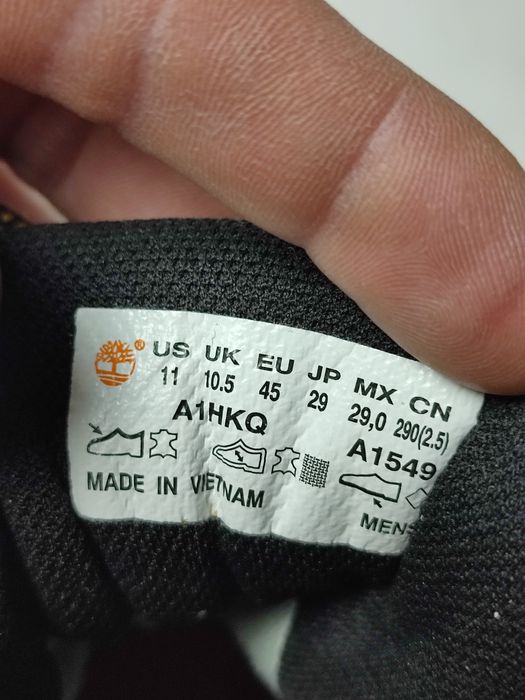 ® US UK EU JP MX CN
11 10.5 45 29 29,0 290(2.5)
A1HKQ A1549
MADE IN VIETNAM MENS